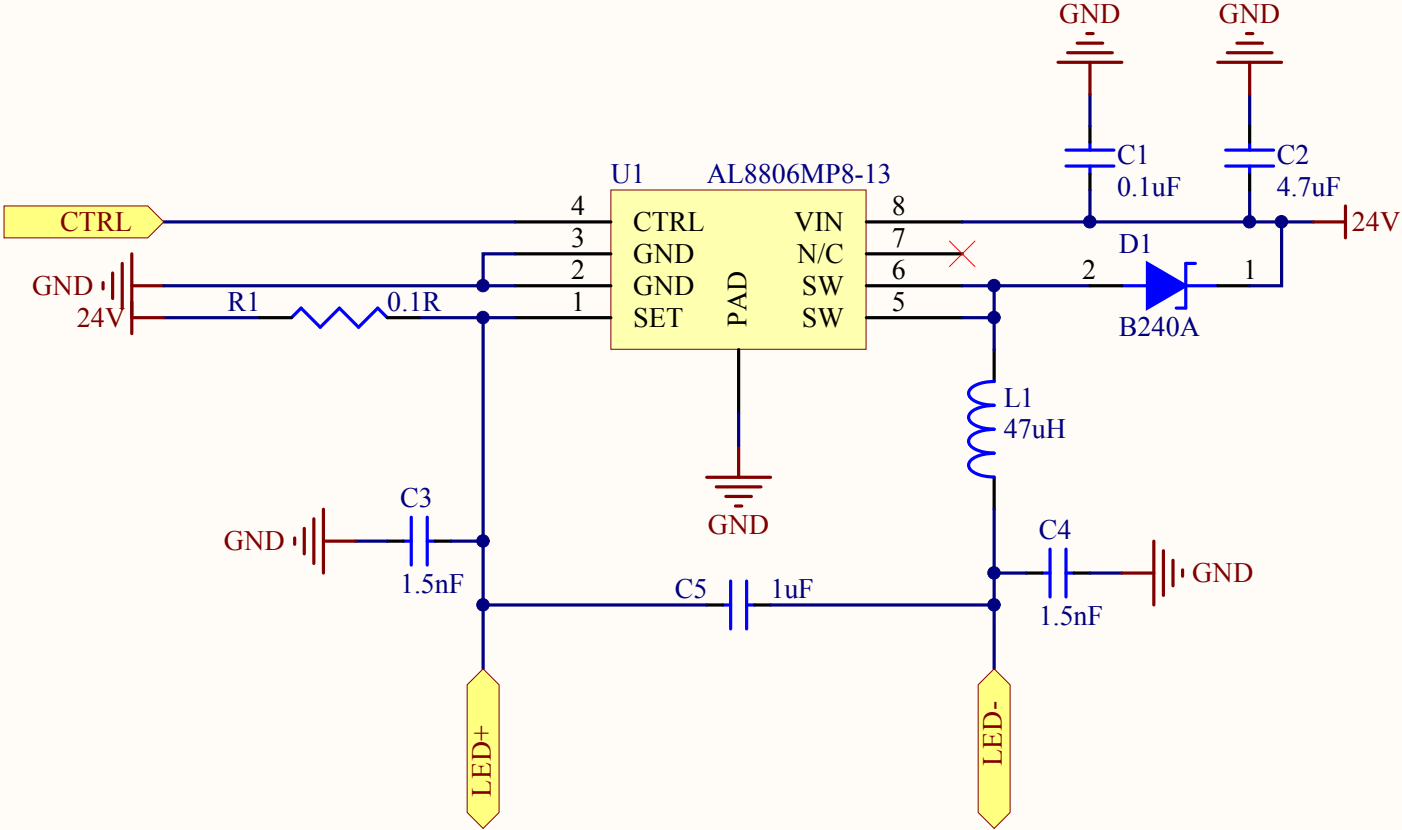 GND GND
C1 C2
0.1uF 4.7uF
U1 AL8806MP8-13
CTRL 4 CTRL VIN 8 24V
3 GND N/C 7 D1
GND 2 GND SW 6 2 1
24V R1 0.1R 1 SET PAD SW 5 B240A
L1
47uH
C3 GND C4
GND GND
1.5nF C5 1uF 1.5nF
LED+ LED-